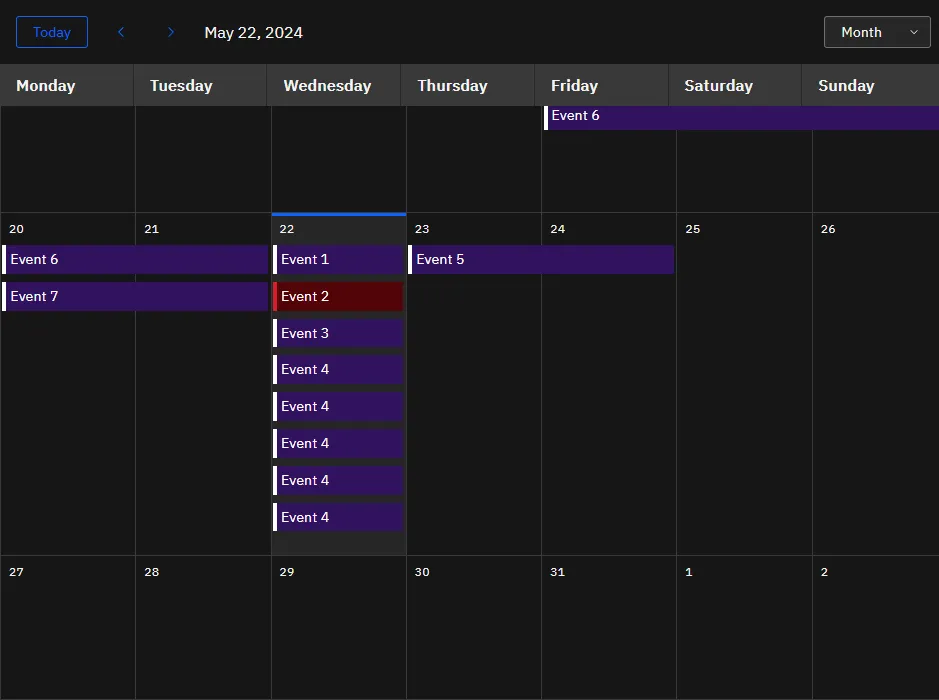 Today May 22, 2024 Month
Monday Tuesday Wednesday Thursday Friday Saturday Sunday
Event 6
20 21 22 23 24 25 26
Event 6 Event 1 Event 5
Event 7 Event 2
Event 3
Event 4
Event 4
Event 4
Event 4
Event 4
27 28 29 30 31 1 2